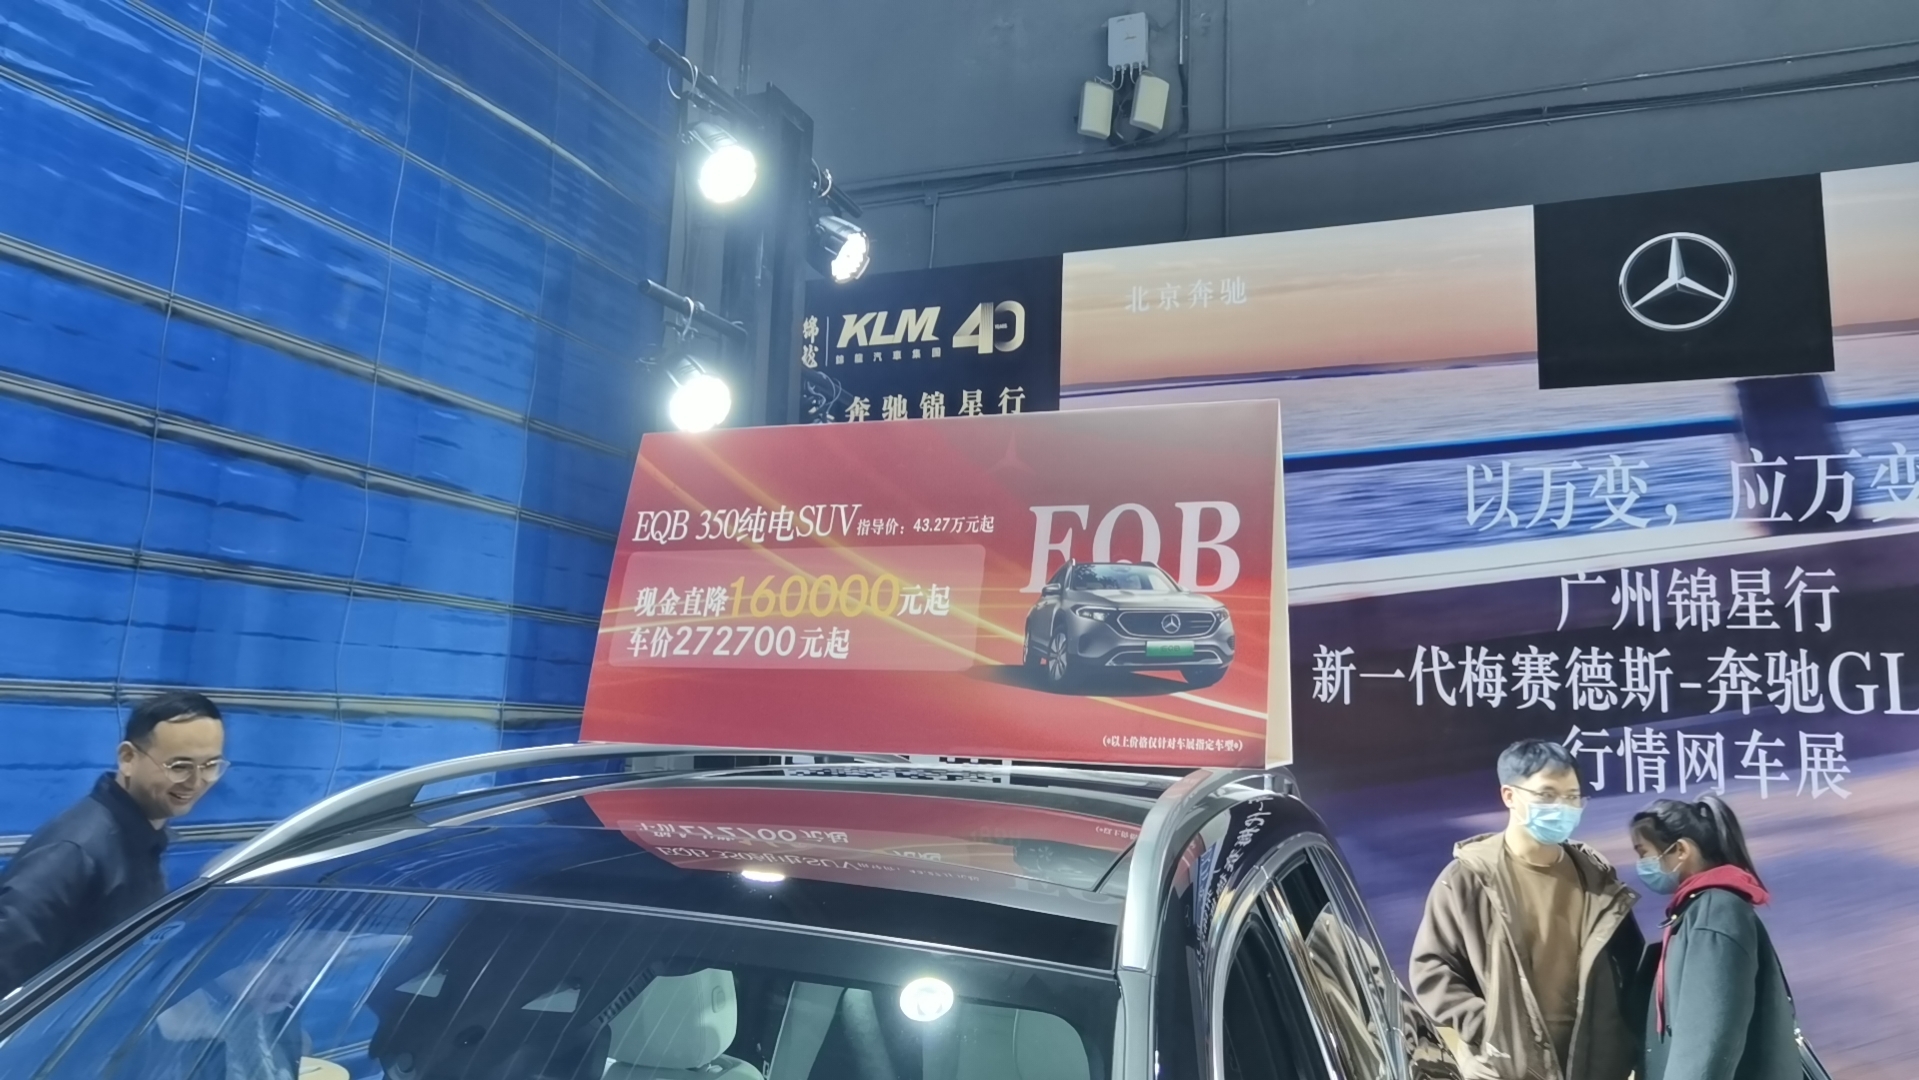 锦龙
KLM 40
YEARS
锦龍汽車集团
奔驰锦星行
北京奔驰
EQB 350纯电SUV指导价：43.27万元起
现金直降160000元起
车价272700元起
EQB
(*以上价格仅针对车展指定车型*)
以万变，应万变
广州锦星行
新一代梅赛德斯-奔驰GL
行情网车展